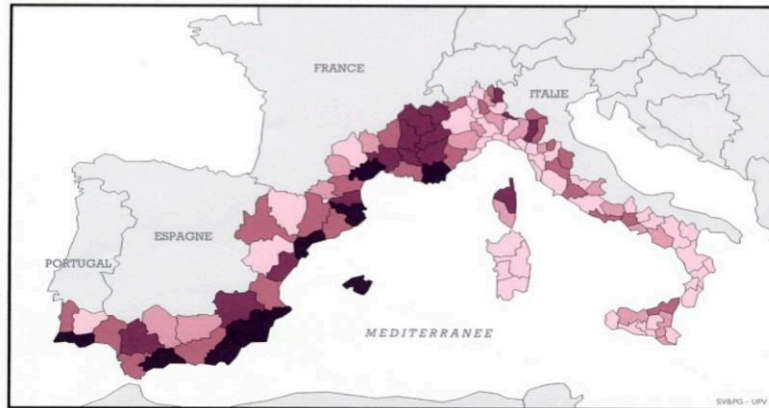 FRANCE
ITALIE
ESPAGNE
PORTUGAL
MEDITERRANEE
SV&PG - UPV